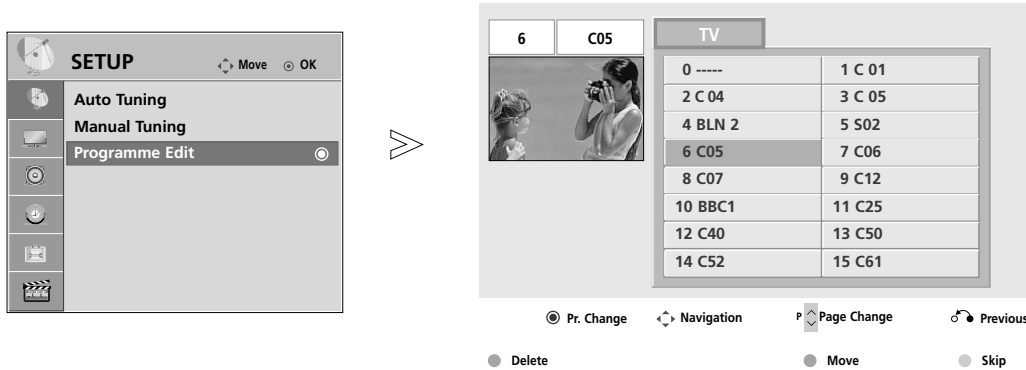 SETUP Move OK
Auto Tuning
Manual Tuning
Programme Edit
6 C05
TV
0 ----- 1 C 01
2 C 04 3 C 05
4 BLN 2 5 S02
6 C05 7 C06
8 C07 9 C12
10 BBC1 11 C25
12 C40 13 C50
14 C52 15 C61
Pr. Change Navigation P Page Change Previous
Delete Move Skip